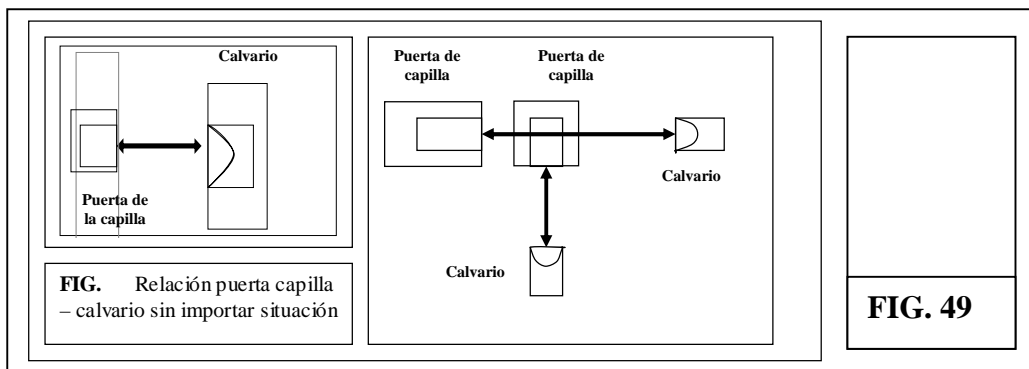 Calvario
Puerta de
la capilla
FIG. Relación puerta capilla
– calvario sin importar situación
Puerta de
capilla
Puerta de
capilla
Calvario
Calvario
FIG. 49